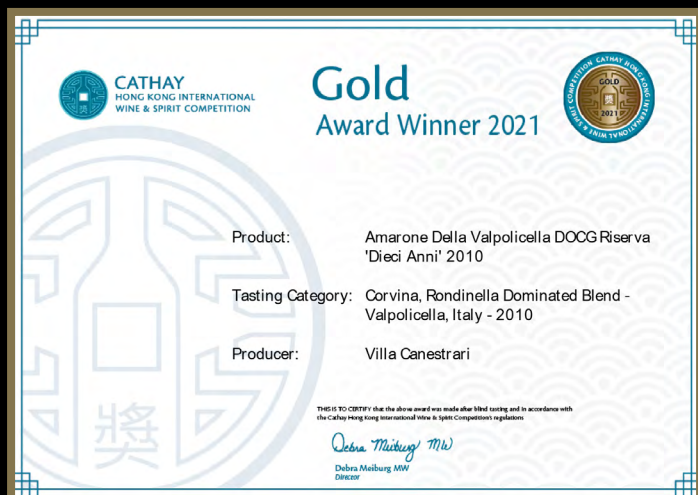 CATHAY
HONG KONG INTERNATIONAL
WINE & SPIRIT COMPETITION
Gold
Award Winner 2021
CATHAY HONG KONG INTERNATIONAL WINE & SPIRIT COMPETITION
GOLD
獎
2021
Product: Amarone Della Valpolicella DOCG Riserva
'Dieci Anni' 2010
Tasting Category: Corvina, Rondinella Dominated Blend -
Valpolicella, Italy - 2010
Producer: Villa Canestrari
獎
THIS IS TO CERTIFY that the above award was made after blind tasting and in accordance with
the Cathay Hong Kong International Wine & Spirit Competition's regulations
Debra Meiburg MW
Debra Meiburg MW
Director